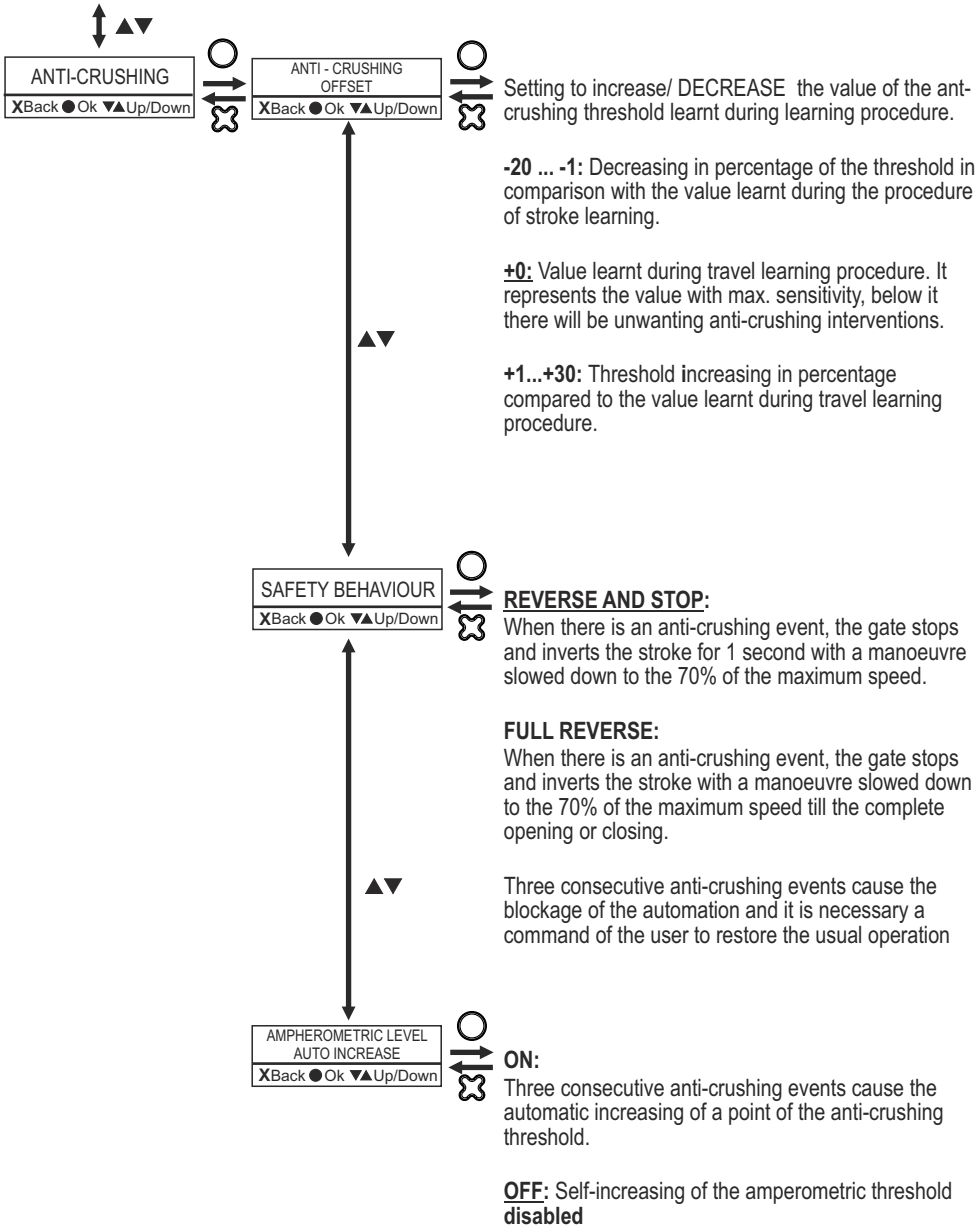 ▲▼
ANTI-CRUSHING
XBack ● Ok ▼▲Up/Down
ANTI - CRUSHING
OFFSET
XBack ● Ok ▼▲Up/Down
Setting to increase/ DECREASE the value of the ant-
crushing threshold learnt during learning procedure.
-20 ... -1: Decreasing in percentage of the threshold in
comparison with the value learnt during the procedure
of stroke learning.
+0: Value learnt during travel learning procedure. It
represents the value with max. sensitivity, below it
there will be unwanting anti-crushing interventions.
+1...+30: Threshold increasing in percentage
compared to the value learnt during travel learning
procedure.
▲▼
SAFETY BEHAVIOUR
XBack ● Ok ▼▲Up/Down
REVERSE AND STOP:
When there is an anti-crushing event, the gate stops
and inverts the stroke for 1 second with a manoeuvre
slowed down to the 70% of the maximum speed.
FULL REVERSE:
When there is an anti-crushing event, the gate stops
and inverts the stroke with a manoeuvre slowed down
to the 70% of the maximum speed till the complete
opening or closing.
Three consecutive anti-crushing events cause the
blockage of the automation and it is necessary a
command of the user to restore the usual operation
▲▼
AMPHEROMETRIC LEVEL
AUTO INCREASE
XBack ● Ok ▼▲Up/Down
ON:
Three consecutive anti-crushing events cause the
automatic increasing of a point of the anti-crushing
threshold.
OFF: Self-increasing of the amperometric threshold
disabled